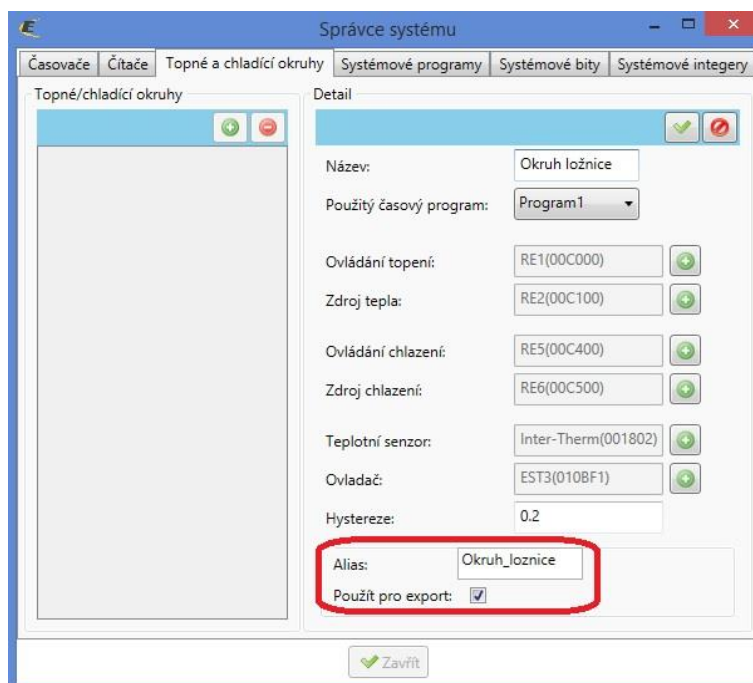 Správce systému
Časovače Čítače Topné a chladící okruhy Systémové programy Systémové bity Systémové integery
Topné/chladící okruhy
Detail
Název: Okruh ložnice
Použitý časový program: Program1
Ovládání topení: RE1(00C000)
Zdroj tepla: RE2(00C100)
Ovládání chlazení: RE5(00C400)
Zdroj chlazení: RE6(00C500)
Teplotní senzor: Inter-Therm(001802)
Ovladač: EST3(010BF1)
Hystereze: 0.2
Alias: Okruh_loznice
Použít pro export:
Zavřít